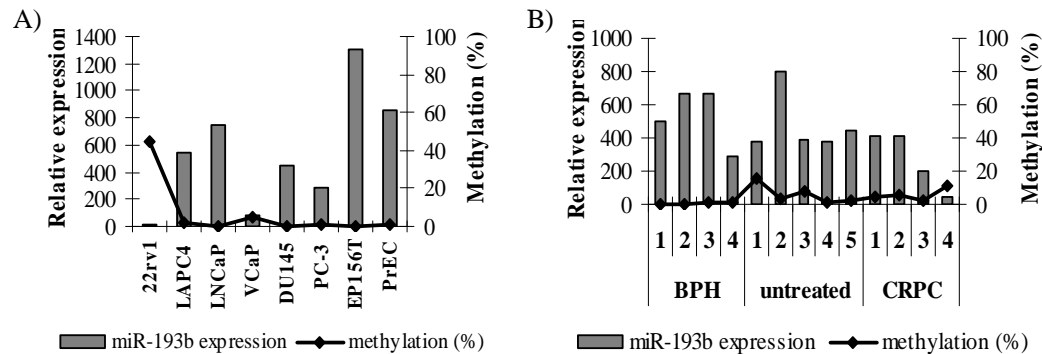 A)
Relative expression
1400
1200
1000
800
600
400
200
0
100
80
60
40
20
0
Methylation (%)
22rv1
LAPC4
LNCaP
VCaP
DU145
PC-3
EP156T
PrEC
miR-193b expression
methylation (%)
B)
Relative expression
1000
800
600
400
200
0
100
80
60
40
20
0
Methylation (%)
1 2 3 4 1 2 3 4 5 1 2 3 4
BPH untreated CRPC
miR-193b expression
methylation (%)